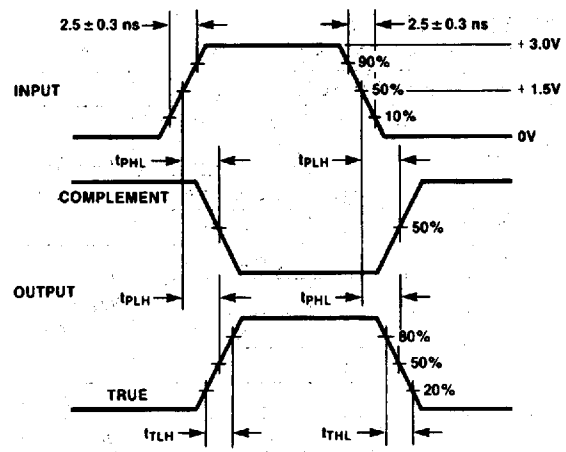 2.5 ± 0.3 ns
2.5 ± 0.3 ns
+ 3.0V
90%
INPUT
50%
+ 1.5V
10%
0V
tPHL
tPLH
COMPLEMENT
50%
OUTPUT
tPLH
tPHL
80%
50%
TRUE
20%
tTLH
tTHL